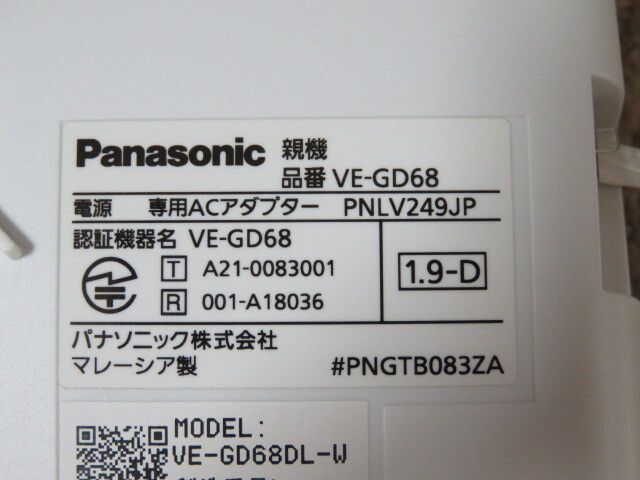 Panasonic 親機
品番 VE-GD68
電源 専用ACアダプター PNLV249JP
認証機器名 VE-GD68
T A21-0083001
R 001-A18036
1.9-D
パナソニック株式会社
マレーシア製 #PNGTB083ZA
MODEL:
VE-GD68DL-W